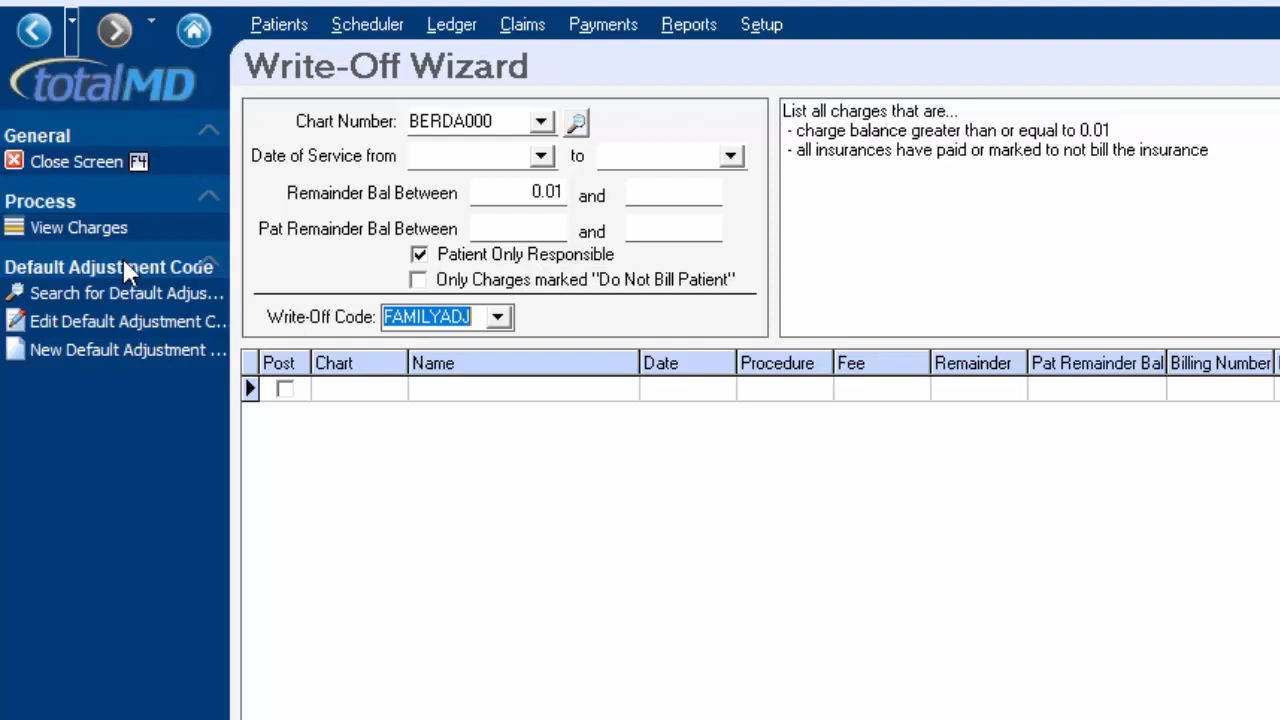 Patients Scheduler Ledger Claims Payments Reports Setup
totalMD
Write-Off Wizard
General
Close Screen F4
Process
View Charges
Default Adjustment Code
Search for Default Adjus...
Edit Default Adjustment C...
New Default Adjustment ...
Chart Number: BERDA000
Date of Service from to
Remainder Bal Between 0.01 and
Pat Remainder Bal Between and
Patient Only Responsible
Only Charges marked "Do Not Bill Patient"
Write-Off Code: FAMILYADJ
List all charges that are...
- charge balance greater than or equal to 0.01
- all insurances have paid or marked to not bill the insurance
Post Chart Name Date Procedure Fee Remainder Pat Remainder Bal Billing Number